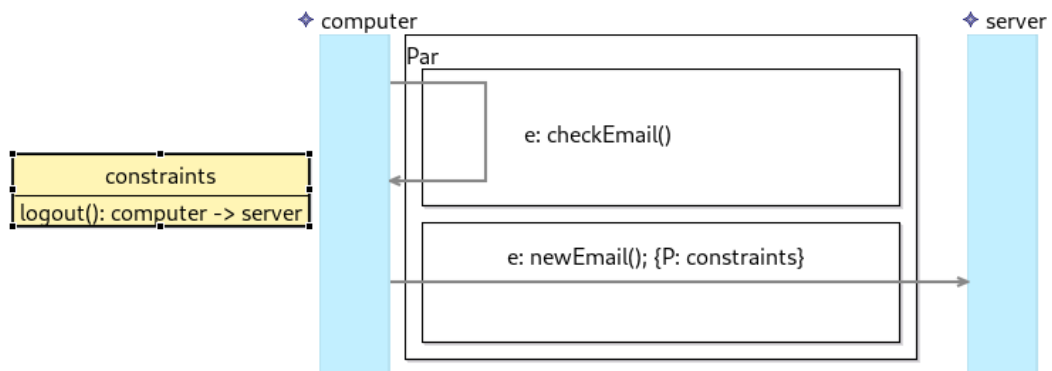 computer
server
Par
e: checkEmail()
constraints
logout(): computer -> server
e: newEmail(); {P: constraints}